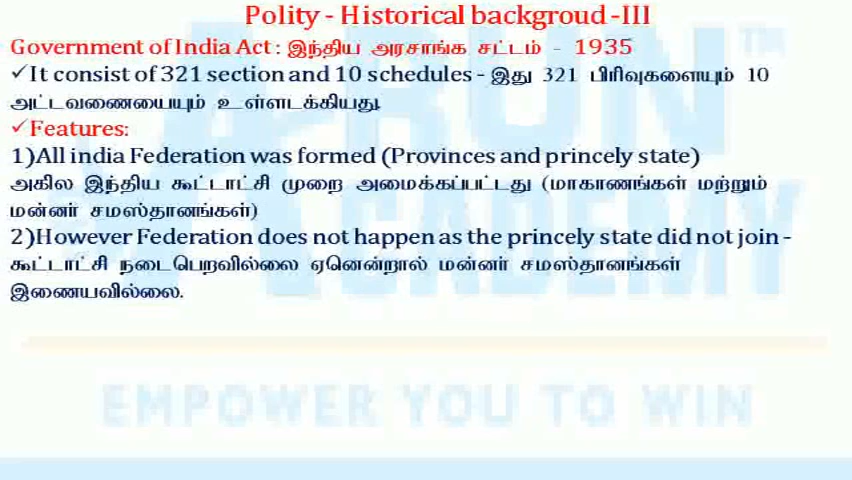 Polity - Historical backgroud -III
Government of India Act : இந்திய அரசாங்க சட்டம் - 1935
✓It consist of 321 section and 10 schedules - இது 321 பிரிவுகளையும் 10
அட்டவணையையும் உள்ளடக்கியது.
✓Features:
1)All india Federation was formed (Provinces and princely state)
அகில இந்திய கூட்டாட்சி முறை அமைக்கப்பட்டது (மாகாணங்கள் மற்றும்
மன்னர் சமஸ்தானங்கள்)
2)However Federation does not happen as the princely state did not join -
கூட்டாட்சி நடைபெறவில்லை ஏனென்றால் மன்னர் சமஸ்தானங்கள்
இணையவில்லை.
ARUN TM
ACADEMY
EMPOWER YOU TO WIN